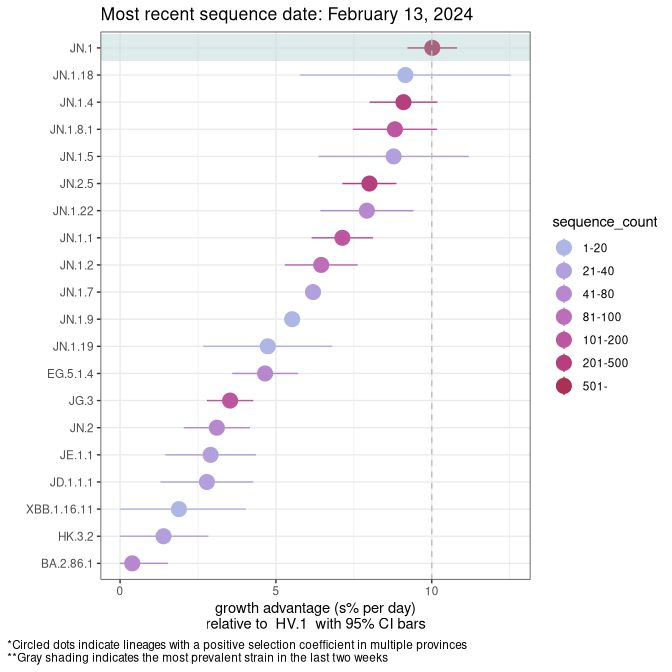 Most recent sequence date: February 13, 2024
JN.1
JN.1.18
JN.1.4
JN.1.8.1
JN.1.5
JN.2.5
JN.1.22
JN.1.1
JN.1.2
JN.1.7
JN.1.9
JN.1.19
EG.5.1.4
JG.3
JN.2
JE.1.1
JD.1.1.1
XBB.1.16.11
HK.3.2
BA.2.86.1
0 5 10
growth advantage (s% per day)
relative to HV.1 with 95% CI bars
sequence_count
1-20
21-40
41-80
81-100
101-200
201-500
501-
*Circled dots indicate lineages with a positive selection coefficient in multiple provinces
**Gray shading indicates the most prevalent strain in the last two weeks